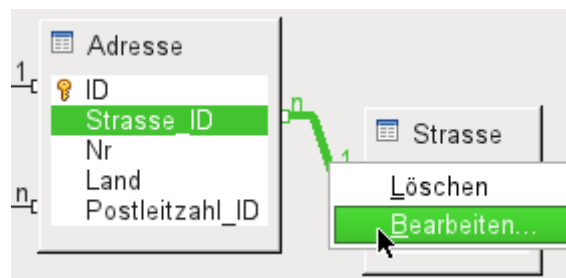 Adresse
1
ID
Strasse_ID
n
Nr
Land
n
Postleitzahl_ID
Strasse
1
Löschen
Bearbeiten...